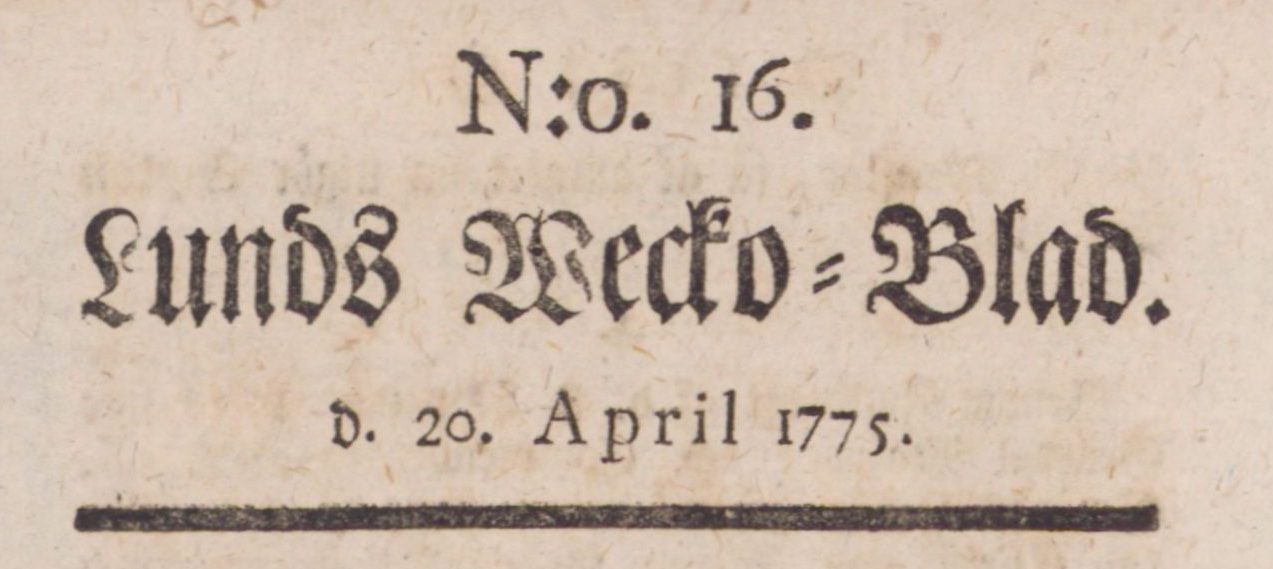 N:o. 16.
Lunds Wecko-Blad.
d. 20. April 1775.